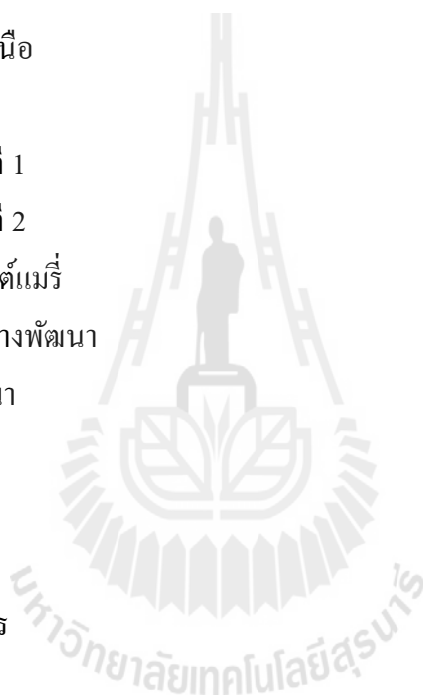 นือ
ที่ 1
ที่ 2
ต์แมรี่
างพัฒนา
นา
ร
มหาวิทยาลัยเทคโนโลยีสุรนารี